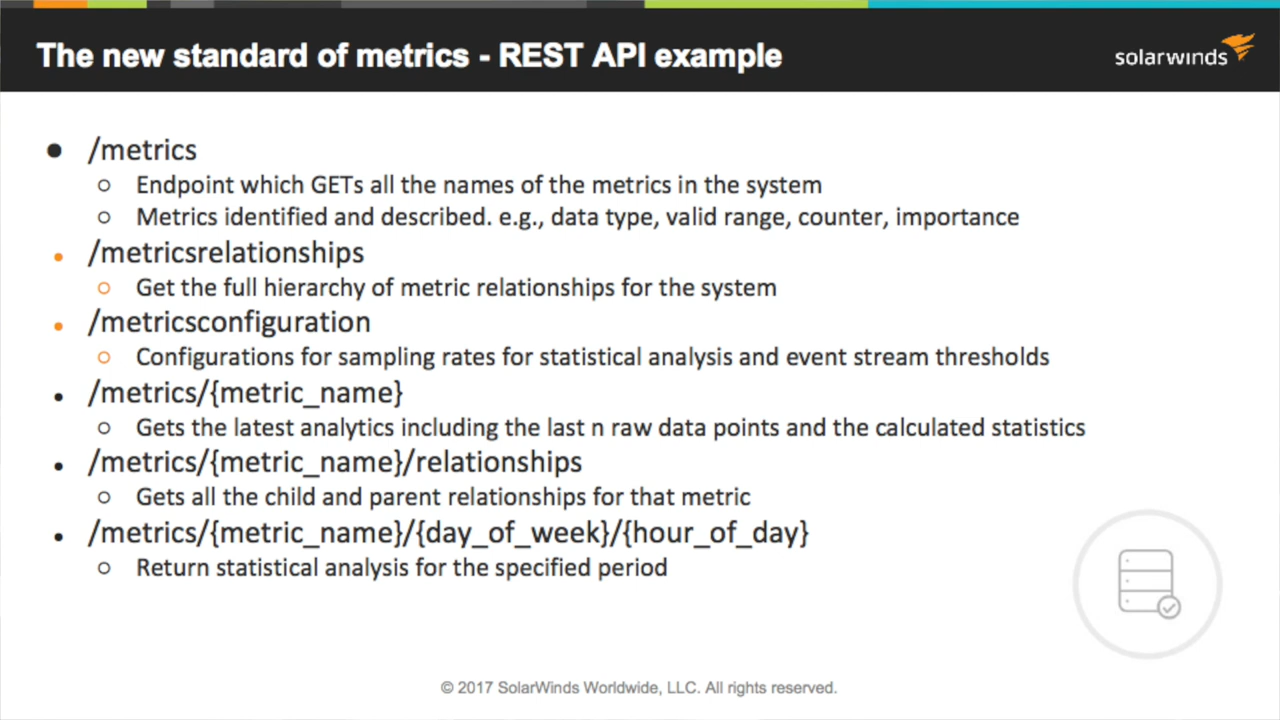 The new standard of metrics - REST API example
solarwinds
● /metrics
○ Endpoint which GETs all the names of the metrics in the system
○ Metrics identified and described. e.g., data type, valid range, counter, importance
• /metricsrelationships
○ Get the full hierarchy of metric relationships for the system
• /metricsconfiguration
○ Configurations for sampling rates for statistical analysis and event stream thresholds
• /metrics/{metric_name}
○ Gets the latest analytics including the last n raw data points and the calculated statistics
• /metrics/{metric_name}/relationships
○ Gets all the child and parent relationships for that metric
• /metrics/{metric_name}/{day_of_week}/{hour_of_day}
○ Return statistical analysis for the specified period
© 2017 SolarWinds Worldwide, LLC. All rights reserved.